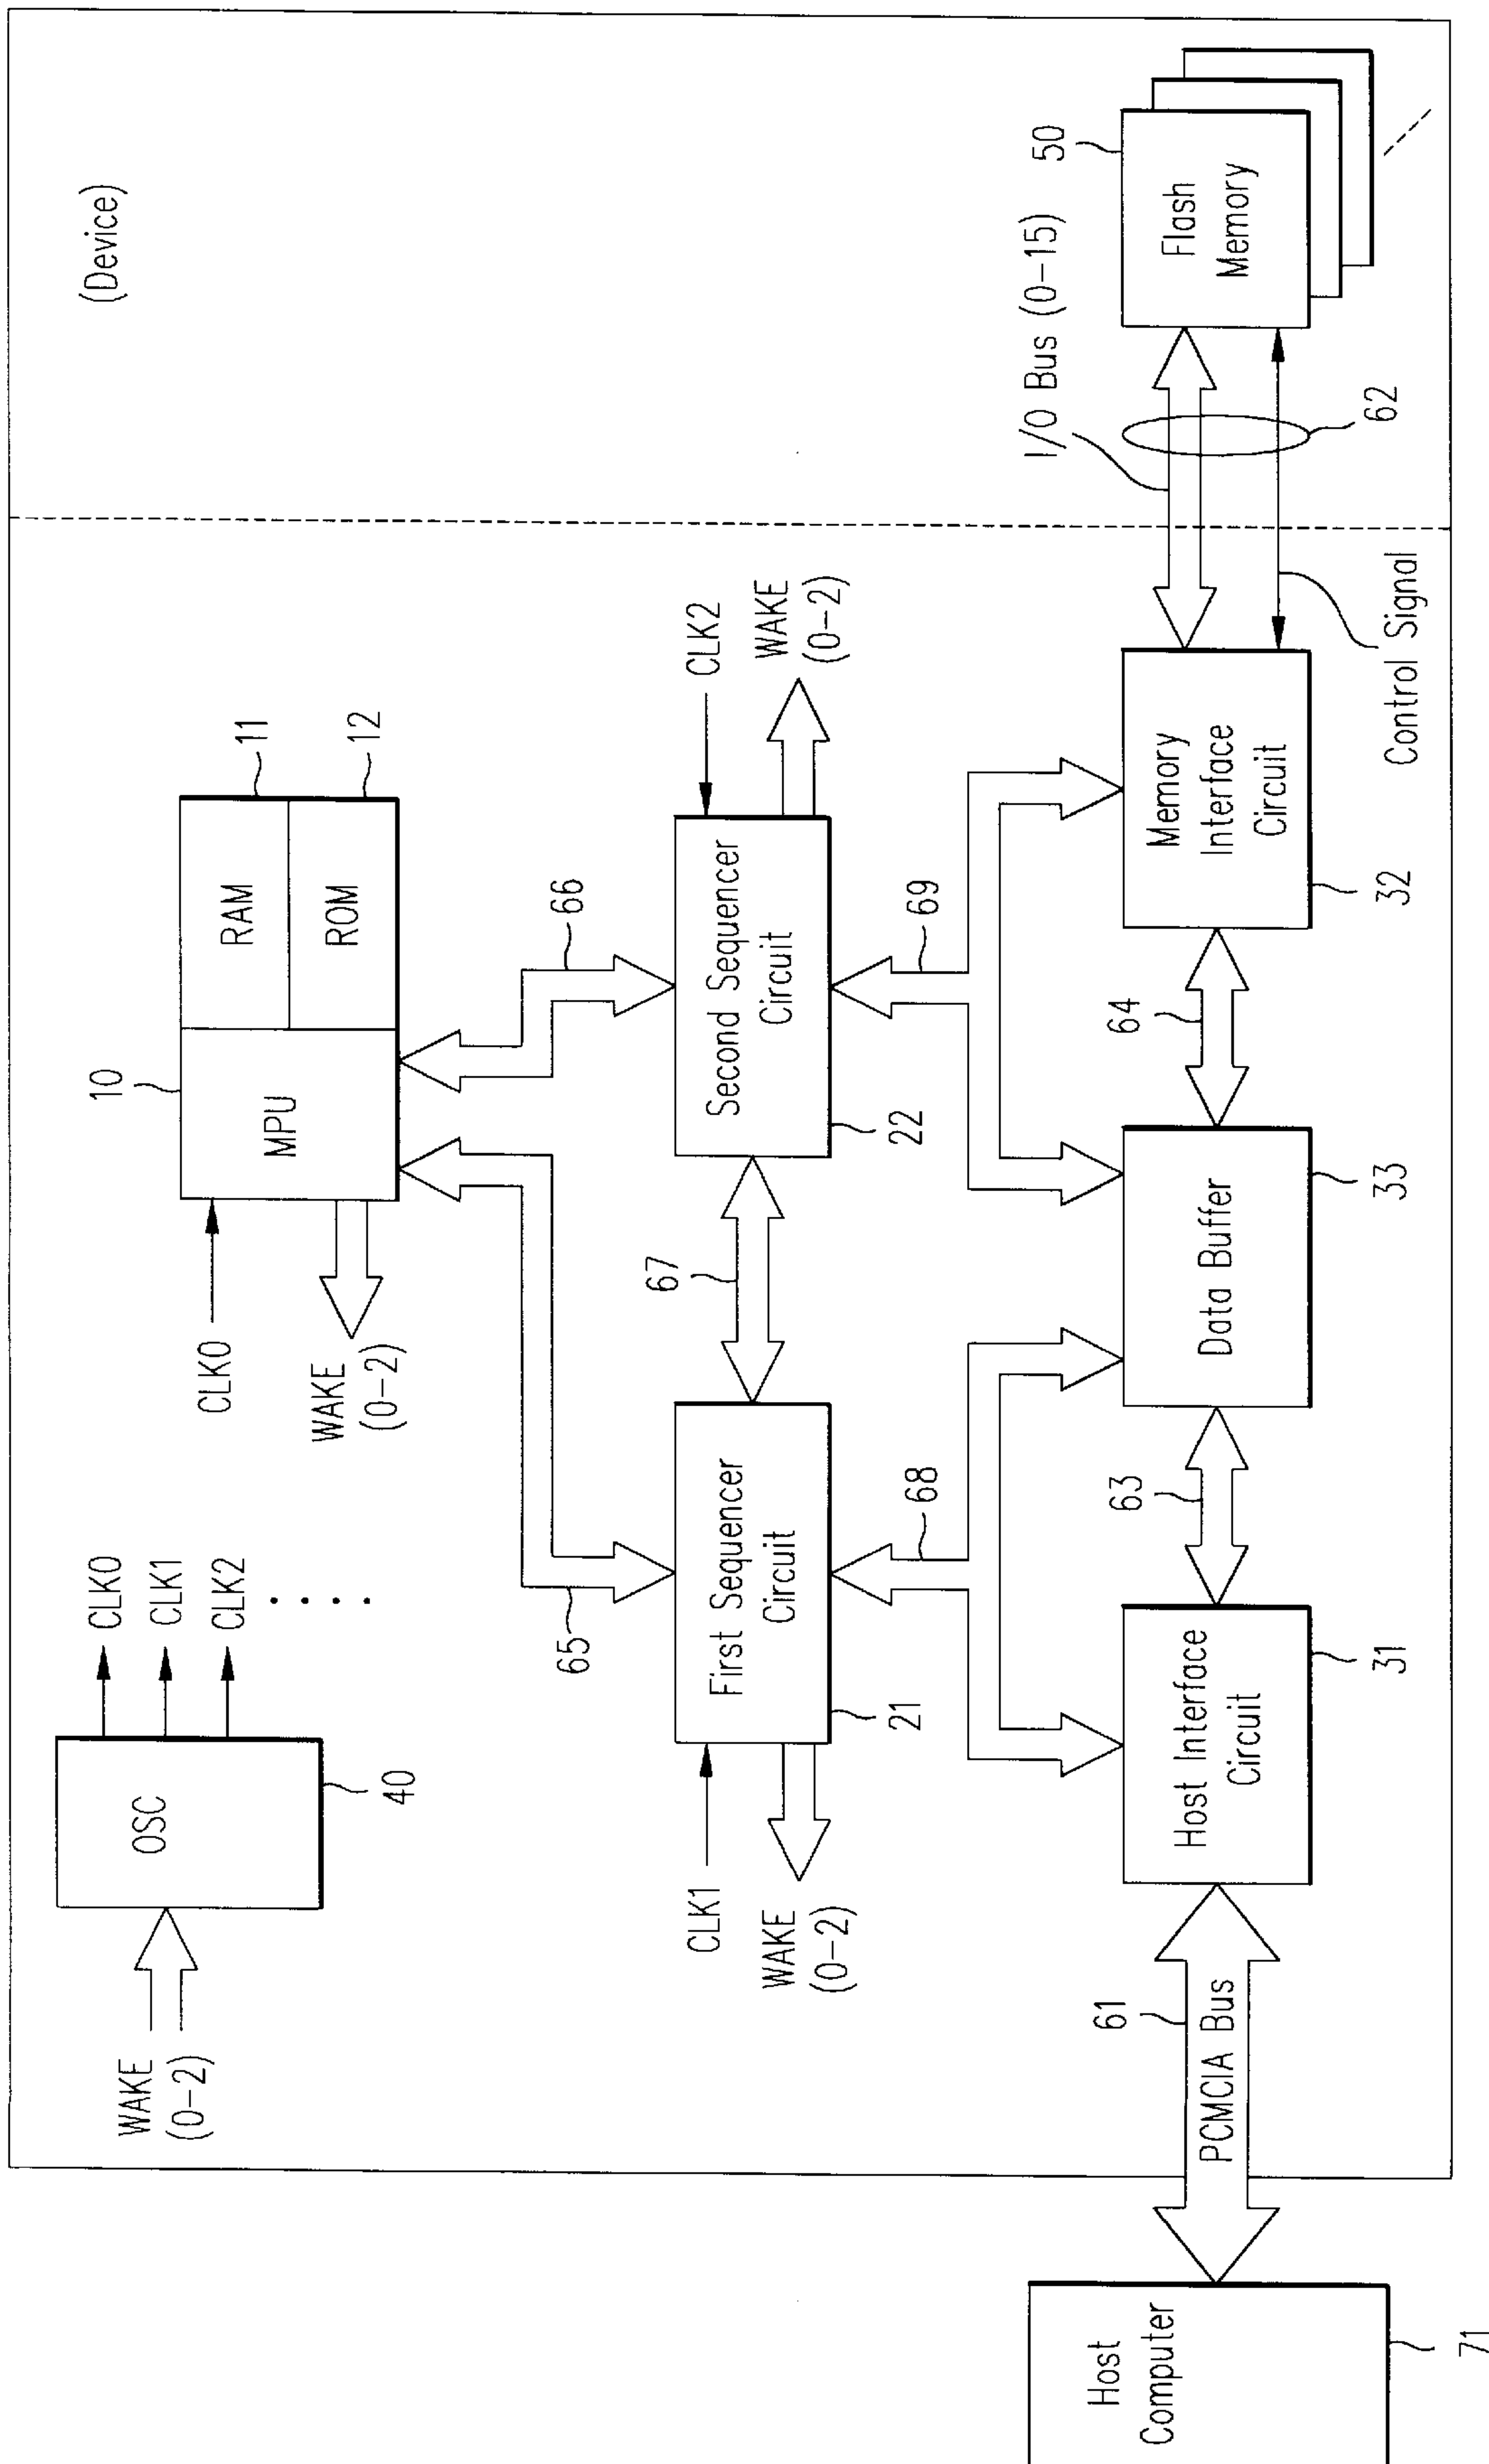 (Device)
WAKE
(0-2)
OSC
40
CLK0
CLK1
CLK2
. . . .
CLK0
WAKE
(0-2)
10
MPU
RAM
ROM
11
12
65
66
CLK1
WAKE
(0-2)
First Sequencer
Circuit
21
67
Second Sequencer
Circuit
22
CLK2
WAKE
(0-2)
68
69
Host
Computer
71
61
PCMCIA Bus
Host Interface
Circuit
31
63
Data Buffer
33
64
Memory
Interface
Circuit
32
I/O Bus (0-15)
Control Signal
62
50
Flash
Memory